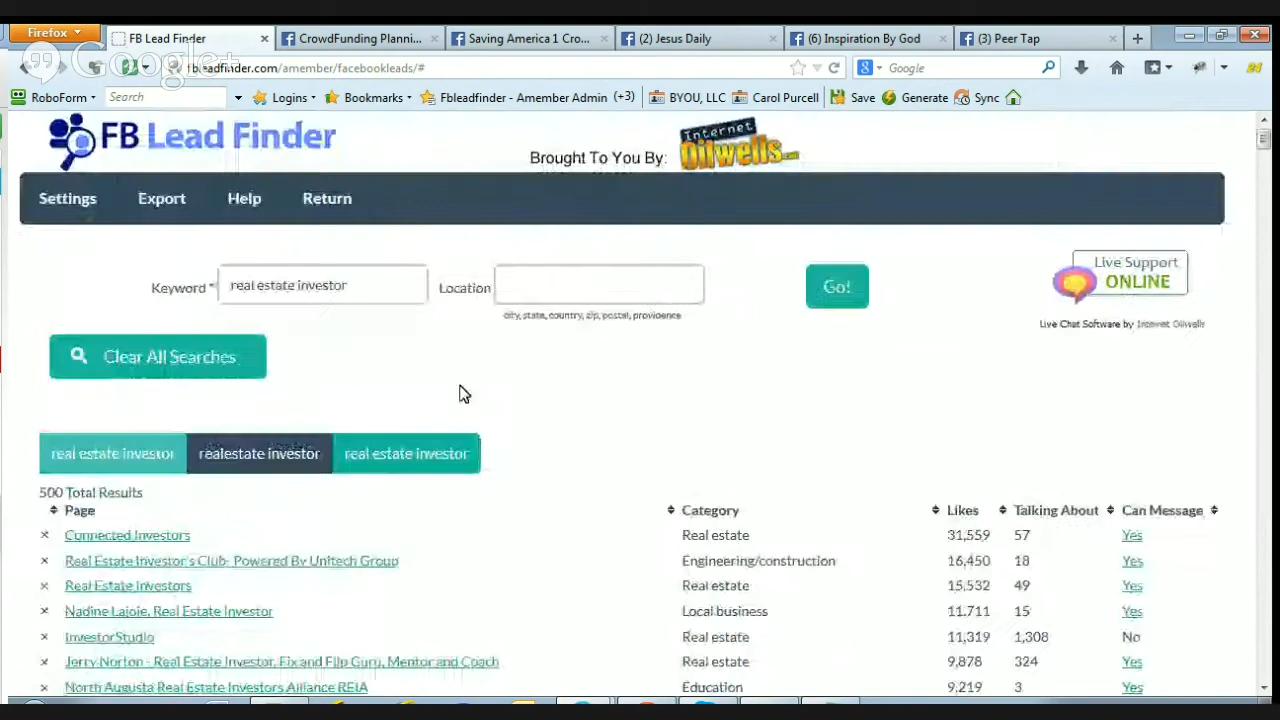 Firefox
FB Lead Finder × CrowdFunding Planni... × Saving America 1 Cro... × (2) Jesus Daily × (6) Inspiration By God × (3) Peer Tap × +
Google+
fbleadfinder.com/amember/facebookleads/# Google
RoboForm Search Logins Bookmarks Fbleadfinder - Amember Admin (+3) BYOU, LLC Carol Purcell Save Generate Sync
FB Lead Finder
Brought To You By: Internet Oilwells.com
Settings Export Help Return
Keyword * real estate investor Location Go!
city, state, country, zip, postal, providence
Live Support
ONLINE
Live Chat Software by Internet Oilwells
Clear All Searches
real estate investor realestate investor real estate investor
500 Total Results
Page Category Likes Talking About Can Message
× Connected Investors Real estate 31,559 57 Yes
× Real Estate Investor's Club- Powered By Unitech Group Engineering/construction 16,450 18 Yes
× Real Estate Investors Real estate 15,532 49 Yes
× Nadine Lajoie, Real Estate Investor Local business 11,711 15 Yes
× InvestorStudio Real estate 11,319 1,308 No
× Jerry Norton - Real Estate Investor, Fix and Flip Guru, Mentor and Coach Real estate 9,878 324 Yes
× North Augusta Real Estate Investors Alliance REIA Education 9,219 3 Yes